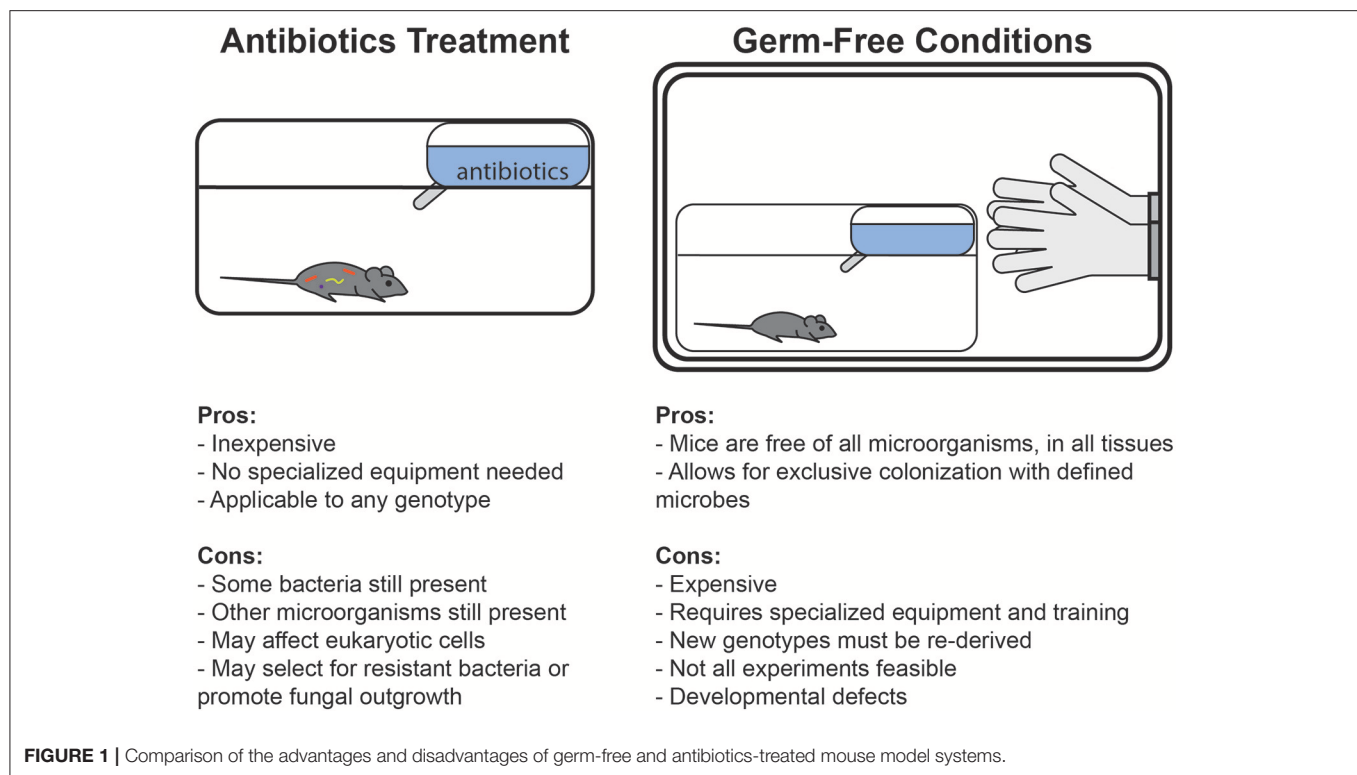 Antibiotics Treatment
antibiotics
Pros:
- Inexpensive
- No specialized equipment needed
- Applicable to any genotype
Cons:
- Some bacteria still present
- Other microorganisms still present
- May affect eukaryotic cells
- May select for resistant bacteria or
promote fungal outgrowth
Germ-Free Conditions
Pros:
- Mice are free of all microorganisms, in all tissues
- Allows for exclusive colonization with defined
microbes
Cons:
- Expensive
- Requires specialized equipment and training
- New genotypes must be re-derived
- Not all experiments feasible
- Developmental defects
FIGURE 1 | Comparison of the advantages and disadvantages of germ-free and antibiotics-treated mouse model systems.